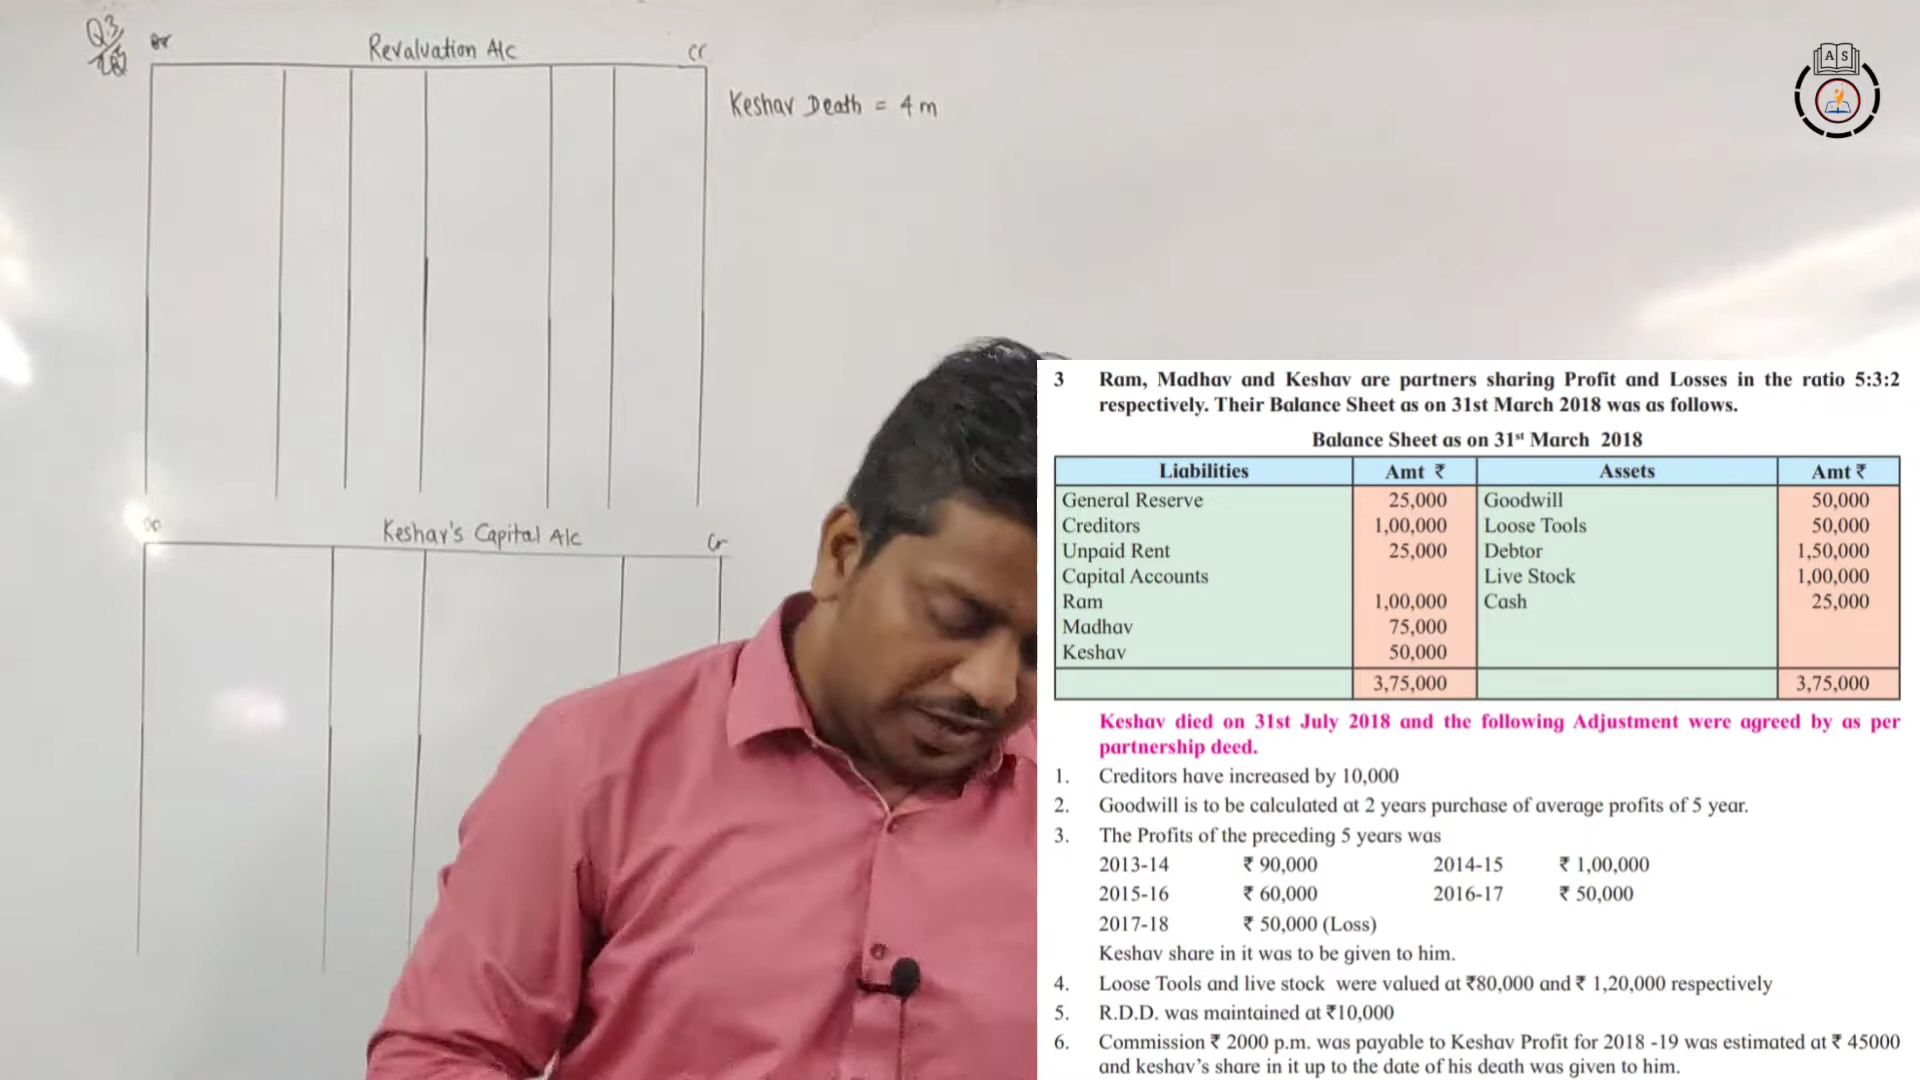 Q3
Dr Revaluation A/c Cr
Keshav Death = 4 m
Keshav's Capital A/c Cr
A S
3 Ram, Madhav and Keshav are partners sharing Profit and Losses in the ratio 5:3:2
respectively. Their Balance Sheet as on 31st March 2018 was as follows.
Balance Sheet as on 31st March 2018
Liabilities Amt ₹ Assets Amt ₹
General Reserve 25,000 Goodwill 50,000
Creditors 1,00,000 Loose Tools 50,000
Unpaid Rent 25,000 Debtor 1,50,000
Capital Accounts Live Stock 1,00,000
Ram 1,00,000 Cash 25,000
Madhav 75,000
Keshav 50,000
3,75,000 3,75,000
Keshav died on 31st July 2018 and the following Adjustment were agreed by as per
partnership deed.
1. Creditors have increased by 10,000
2. Goodwill is to be calculated at 2 years purchase of average profits of 5 year.
3. The Profits of the preceding 5 years was
2013-14 ₹ 90,000 2014-15 ₹ 1,00,000
2015-16 ₹ 60,000 2016-17 ₹ 50,000
2017-18 ₹ 50,000 (Loss)
Keshav share in it was to be given to him.
4. Loose Tools and live stock were valued at ₹80,000 and ₹ 1,20,000 respectively
5. R.D.D. was maintained at ₹10,000
6. Commission ₹ 2000 p.m. was payable to Keshav Profit for 2018 -19 was estimated at ₹ 45000
and keshav's share in it up to the date of his death was given to him.